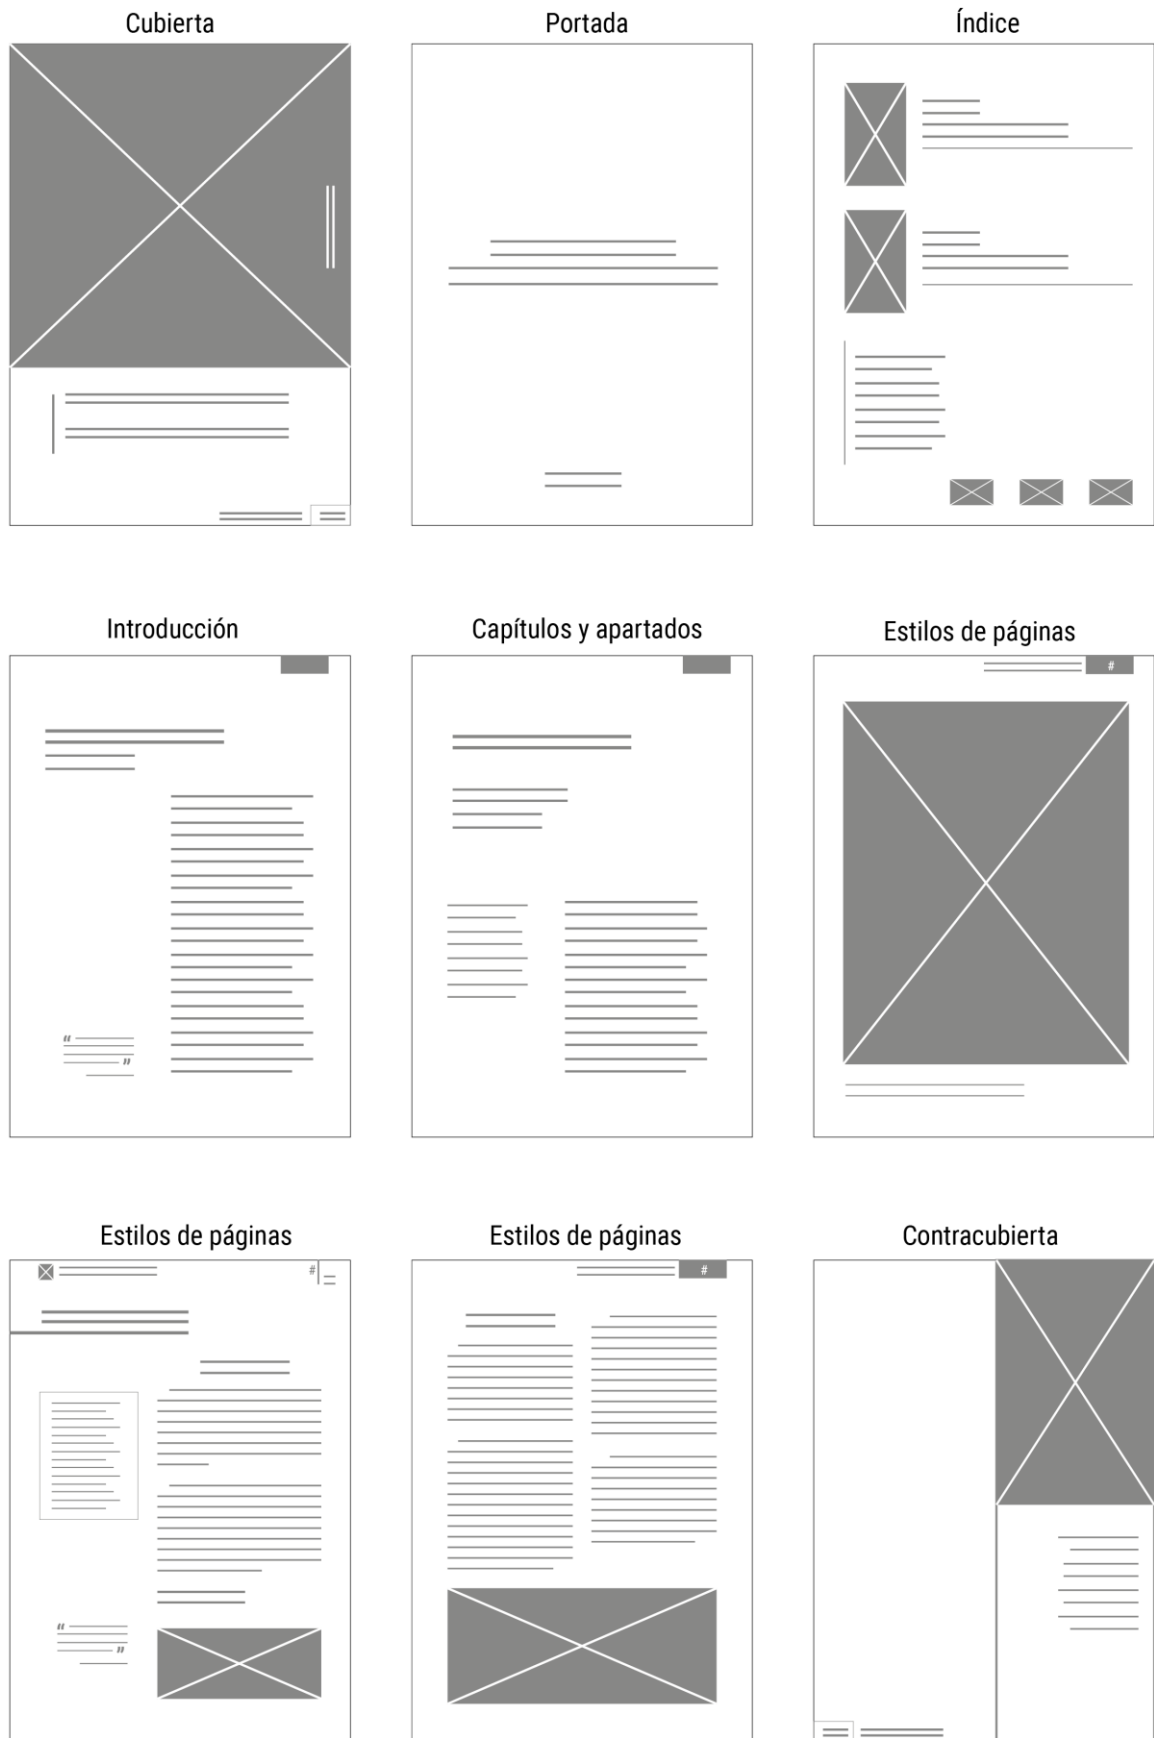 Cubierta
Portada
Índice
Introducción
Capítulos y apartados
Estilos de páginas
#
“
”
Estilos de páginas
Estilos de páginas
Contracubierta
#
#
“
”